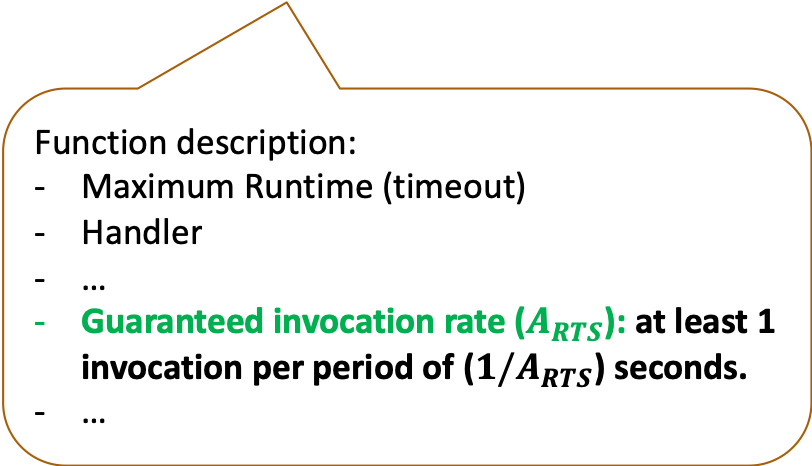 Function description:
- Maximum Runtime (timeout)
- Handler
- …
- Guaranteed invocation rate (A_RTS): at least 1
invocation per period of (1/A_RTS) seconds.
- …